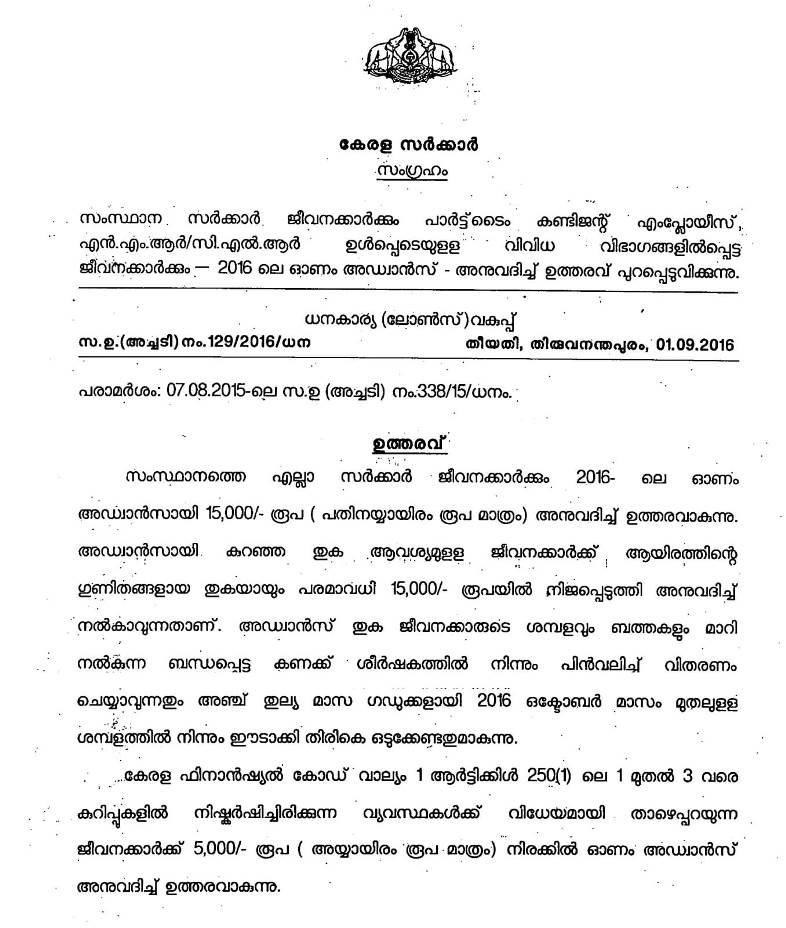 കേരള സർക്കാർ
സംഗ്രഹം
സംസ്ഥാന സർക്കാർ ജീവനക്കാർക്കും പാർട്ട്ടൈം കണ്ടിജന്റ് എംപ്ലോയീസ്,
എൻ.എം.ആർ/സി.എൽ.ആർ ഉൾപ്പെടെയുളള വിവിധ വിഭാഗങ്ങളിൽപ്പെട്ട
ജീവനക്കാർക്കും — 2016 ലെ ഓണം അഡ്വാൻസ് - അനുവദിച്ച് ഉത്തരവ് പുറപ്പെടുവിക്കുന്നു.
ധനകാര്യ (ലോൺസ്)വകുപ്പ്
സ.ഉ.(അച്ചടി)നം.129/2016/ധന തീയതി, തിരുവനന്തപുരം, 01.09.2016
പരാമർശം: 07.08.2015-ലെ സ.ഉ (അച്ചടി) നം.338/15/ധനം.
ഉത്തരവ്
സംസ്ഥാനത്തെ എല്ലാ സർക്കാർ ജീവനക്കാർക്കും 2016- ലെ ഓണം
അഡ്വാൻസായി 15,000/- രൂപ ( പതിനയ്യായിരം രൂപ മാത്രം) അനുവദിച്ച് ഉത്തരവാകുന്നു.
അഡ്വാൻസായി കുറഞ്ഞ തുക ആവശ്യമുളള ജീവനക്കാർക്ക് ആയിരത്തിന്റെ
ഗുണിതങ്ങളായ തുകയായും പരമാവധി 15,000/- രൂപയിൽ നിജപ്പെടുത്തി അനുവദിച്ച്
നൽകാവുന്നതാണ്. അഡ്വാൻസ് തുക ജീവനക്കാരുടെ ശമ്പളവും ബത്തകളും മാറി
നൽകുന്ന ബന്ധപ്പെട്ട കണക്ക് ശീർഷകത്തിൽ നിന്നും പിൻവലിച്ച് വിതരണം
ചെയ്യാവുന്നതും അഞ്ച് തുല്യ മാസ ഗഡുക്കളായി 2016 ഒക്ടോബർ മാസം മുതലുളള
ശമ്പളത്തിൽ നിന്നും ഈടാക്കി തിരികെ ഒടുക്കേണ്ടതുമാകുന്നു.
കേരള ഫിനാൻഷ്യൽ കോഡ് വാല്യം 1 ആർട്ടിക്കിൾ 250(1) ലെ 1 മുതൽ 3 വരെ
കുറിപ്പുകളിൽ നിഷ്കർഷിച്ചിരിക്കുന്ന വ്യവസ്ഥകൾക്ക് വിധേയമായി താഴെപ്പറയുന്ന
ജീവനക്കാർക്ക് 5,000/- രൂപ ( അയ്യായിരം രൂപ മാത്രം) നിരക്കിൽ ഓണം അഡ്വാൻസ്
അനുവദിച്ച് ഉത്തരവാകുന്നു.